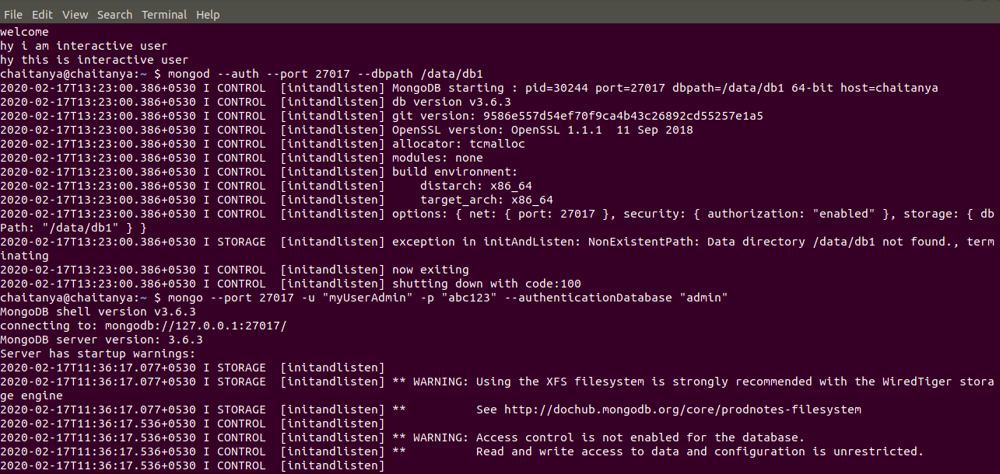 File Edit View Search Terminal Help
welcome
hy i am interactive user
hy this is interactive user
chaitanya@chaitanya:~ $ mongod --auth --port 27017 --dbpath /data/db1
2020-02-17T13:23:00.386+0530 I CONTROL  [initandlisten] MongoDB starting : pid=30244 port=27017 dbpath=/data/db1 64-bit host=chaitanya
2020-02-17T13:23:00.386+0530 I CONTROL  [initandlisten] db version v3.6.3
2020-02-17T13:23:00.386+0530 I CONTROL  [initandlisten] git version: 9586e557d54ef70f9ca4b43c26892cd55257e1a5
2020-02-17T13:23:00.386+0530 I CONTROL  [initandlisten] OpenSSL version: OpenSSL 1.1.1  11 Sep 2018
2020-02-17T13:23:00.386+0530 I CONTROL  [initandlisten] allocator: tcmalloc
2020-02-17T13:23:00.386+0530 I CONTROL  [initandlisten] modules: none
2020-02-17T13:23:00.386+0530 I CONTROL  [initandlisten] build environment:
2020-02-17T13:23:00.386+0530 I CONTROL  [initandlisten]     distarch: x86_64
2020-02-17T13:23:00.386+0530 I CONTROL  [initandlisten]     target_arch: x86_64
2020-02-17T13:23:00.386+0530 I CONTROL  [initandlisten] options: { net: { port: 27017 }, security: { authorization: "enabled" }, storage: { db
Path: "/data/db1" } }
2020-02-17T13:23:00.386+0530 I STORAGE  [initandlisten] exception in initAndListen: NonExistentPath: Data directory /data/db1 not found., term
inating
2020-02-17T13:23:00.386+0530 I CONTROL  [initandlisten] now exiting
2020-02-17T13:23:00.386+0530 I CONTROL  [initandlisten] shutting down with code:100
chaitanya@chaitanya:~ $ mongo --port 27017 -u "myUserAdmin" -p "abc123" --authenticationDatabase "admin"
MongoDB shell version v3.6.3
connecting to: mongodb://127.0.0.1:27017/
MongoDB server version: 3.6.3
Server has startup warnings:
2020-02-17T11:36:17.077+0530 I STORAGE  [initandlisten]
2020-02-17T11:36:17.077+0530 I STORAGE  [initandlisten] ** WARNING: Using the XFS filesystem is strongly recommended with the WiredTiger stora
ge engine
2020-02-17T11:36:17.077+0530 I STORAGE  [initandlisten] **          See http://dochub.mongodb.org/core/prodnotes-filesystem
2020-02-17T11:36:17.536+0530 I CONTROL  [initandlisten]
2020-02-17T11:36:17.536+0530 I CONTROL  [initandlisten] ** WARNING: Access control is not enabled for the database.
2020-02-17T11:36:17.536+0530 I CONTROL  [initandlisten] **          Read and write access to data and configuration is unrestricted.
2020-02-17T11:36:17.536+0530 I CONTROL  [initandlisten]